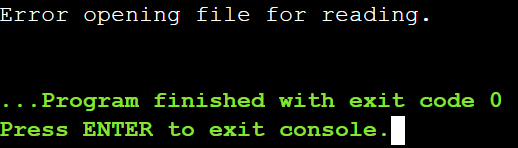 Error opening file for reading.
...Program finished with exit code 0
Press ENTER to exit console.